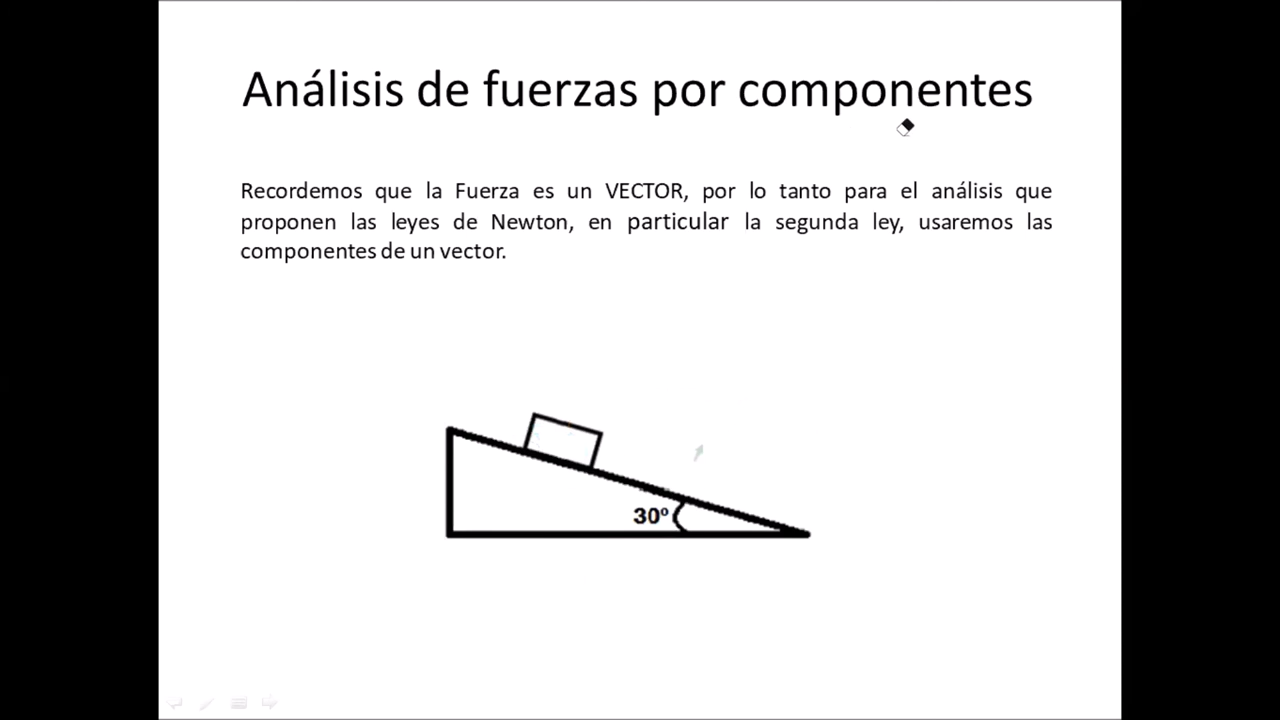 Análisis de fuerzas por componentes
Recordemos que la Fuerza es un VECTOR, por lo tanto para el análisis que
proponen las leyes de Newton, en particular la segunda ley, usaremos las
componentes de un vector.
30º